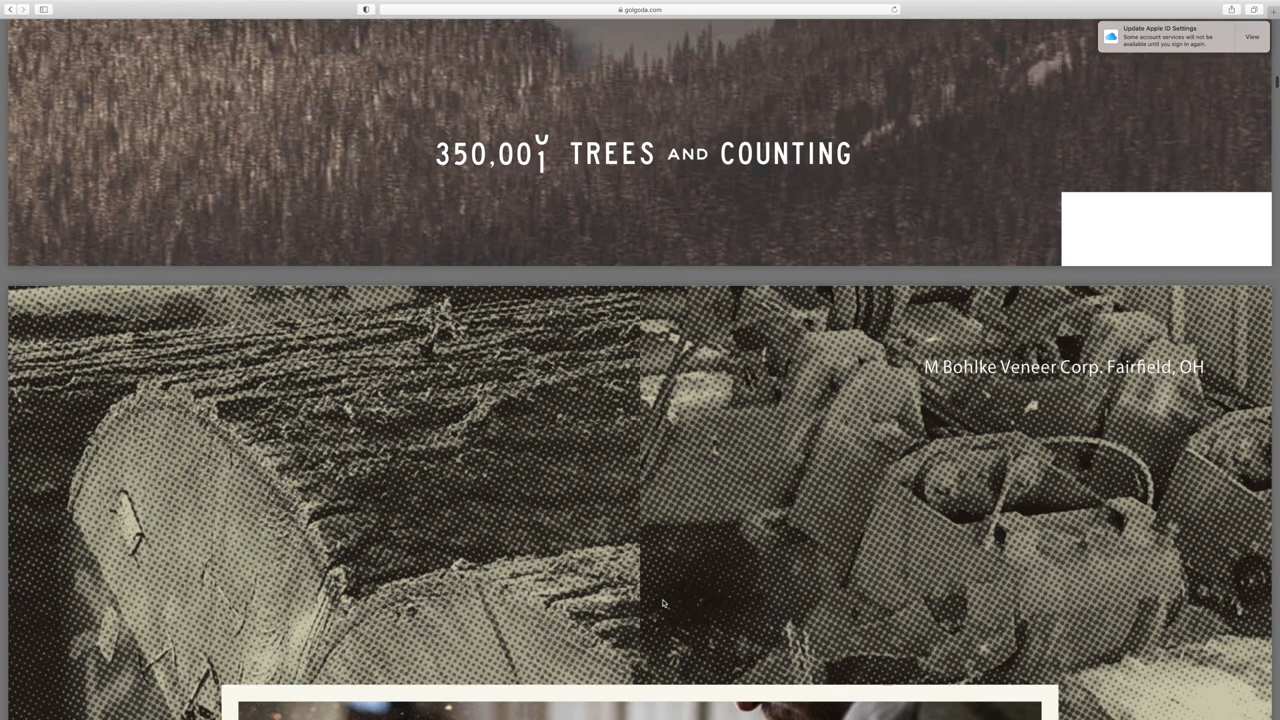 golgoda.com
Update Apple ID Settings
Some account services will not be
available until you sign in again.
View
350,001 TREES AND COUNTING
M Bohlke Veneer Corp. Fairfield, OH